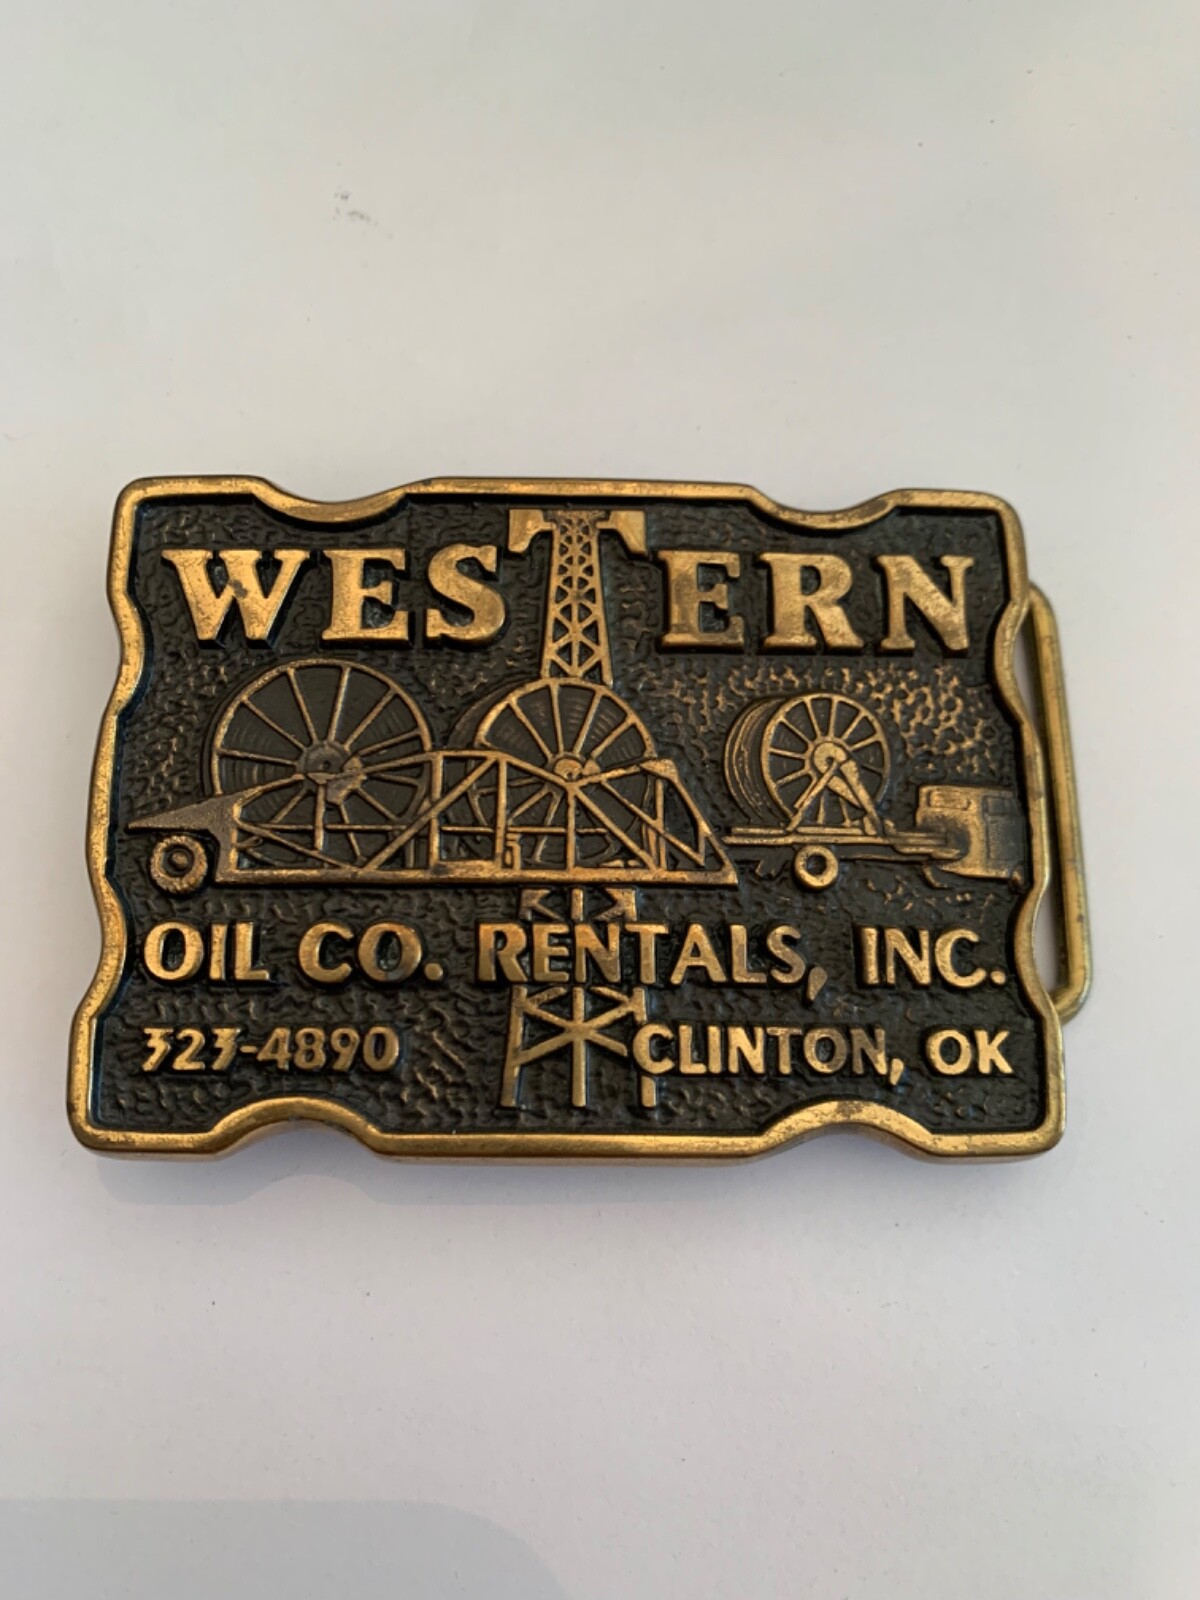 WESTERN
OIL CO. RENTALS, INC.
323-4890 CLINTON, OK